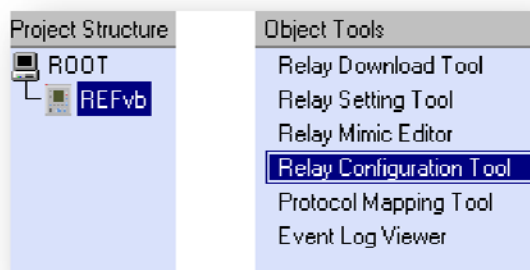 Project Structure
ROOT
REFvb
Object Tools
Relay Download Tool
Relay Setting Tool
Relay Mimic Editor
Relay Configuration Tool
Protocol Mapping Tool
Event Log Viewer